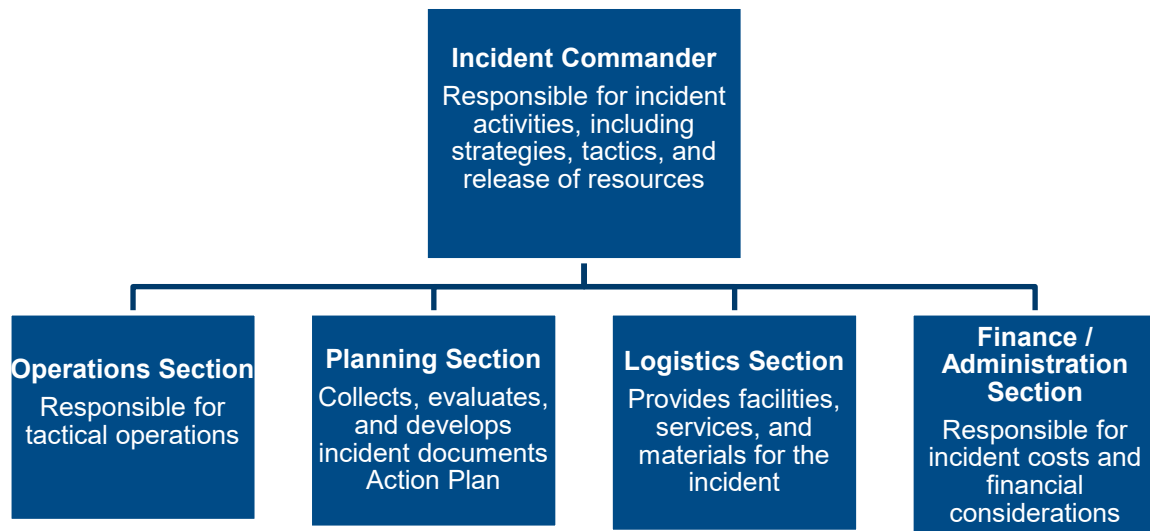 Incident Commander
Responsible for incident
activities, including
strategies, tactics, and
release of resources
Operations Section
Responsible for
tactical operations
Planning Section
Collects, evaluates,
and develops
incident documents
Action Plan
Logistics Section
Provides facilities,
services, and
materials for the
incident
Finance /
Administration
Section
Responsible for
incident costs and
financial
considerations